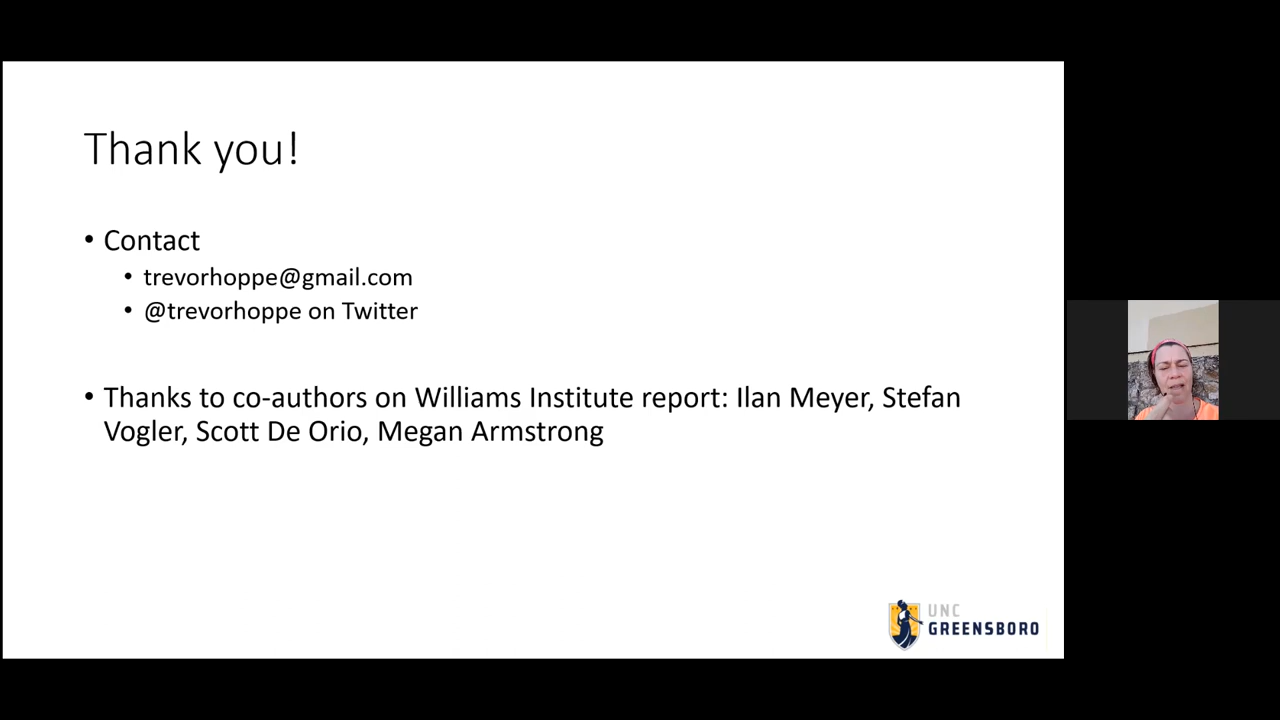 Thank you!
• Contact
• trevorhoppe@gmail.com
• @trevorhoppe on Twitter
• Thanks to co-authors on Williams Institute report: Ilan Meyer, Stefan
Vogler, Scott De Orio, Megan Armstrong
UNC
GREENSBORO